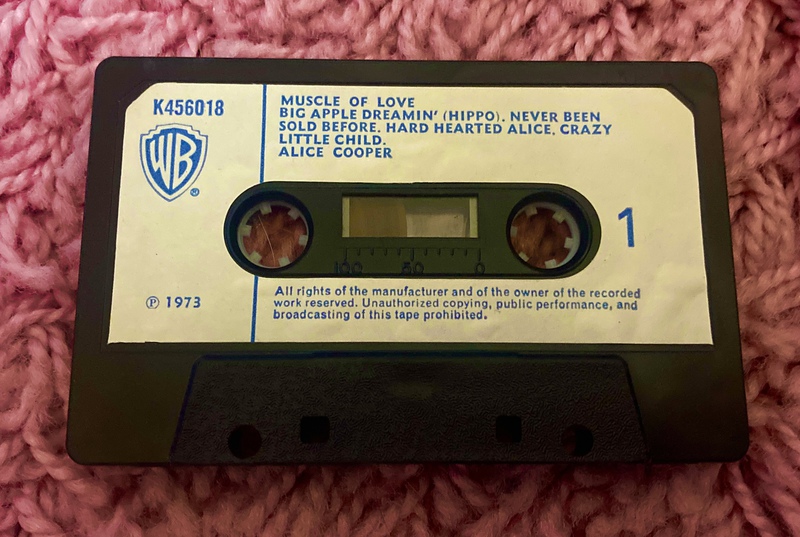 K456018
WB
®
℗ 1973
MUSCLE OF LOVE
BIG APPLE DREAMIN' (HIPPO). NEVER BEEN
SOLD BEFORE. HARD HEARTED ALICE. CRAZY
LITTLE CHILD.
ALICE COOPER
100 50 0
1
All rights of the manufacturer and of the owner of the recorded
work reserved. Unauthorized copying, public performance, and
broadcasting of this tape prohibited.